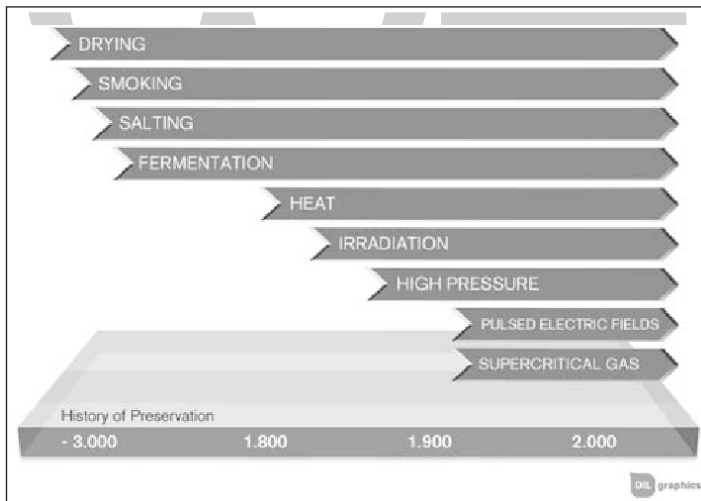 DRYING
SMOKING
SALTING
FERMENTATION
HEAT
IRRADIATION
HIGH PRESSURE
PULSED ELECTRIC FIELDS
SUPERCRITICAL GAS
History of Preservation
- 3.000 1.800 1.900 2.000
DIL graphics